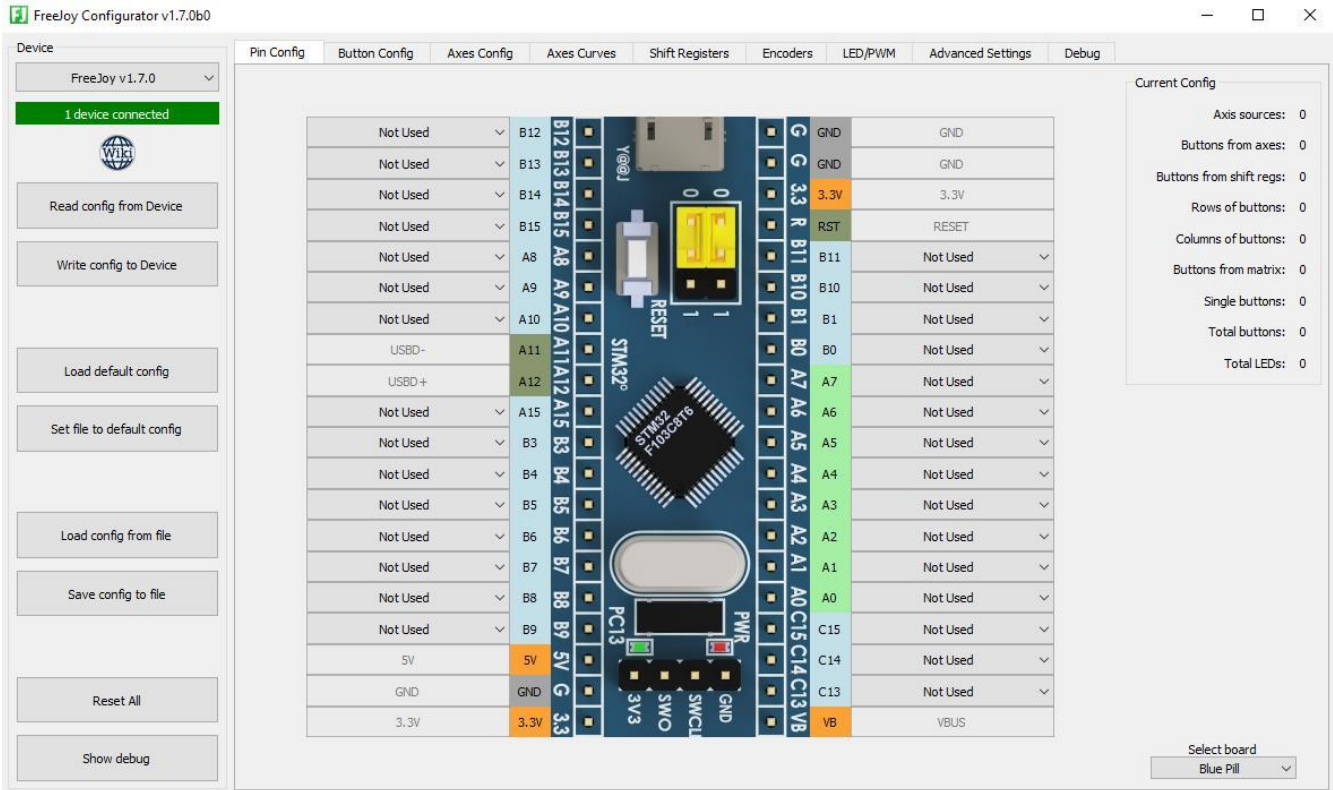 FreeJoy Configurator v1.7.0b0
Device
FreeJoy v1.7.0
1 device connected
Wiki
Read config from Device
Write config to Device
Load default config
Set file to default config
Load config from file
Save config to file
Reset All
Show debug
Pin Config Button Config Axes Config Axes Curves Shift Registers Encoders LED/PWM Advanced Settings Debug
Not Used B12 B12 G GND GND
Not Used B13 B13 G GND GND
Not Used B14 B14 3.3 3.3V 3.3V
Not Used B15 B15 R RST RESET
Not Used A8 A8 B11 B11 Not Used
Not Used A9 A9 B10 B10 Not Used
Not Used A10 A10 B1 B1 Not Used
USBD- A11 A11 B0 B0 Not Used
USBD+ A12 A12 A7 A7 Not Used
Not Used A15 A15 A6 A6 Not Used
Not Used B3 B3 A5 A5 Not Used
Not Used B4 B4 A4 A4 Not Used
Not Used B5 B5 A3 A3 Not Used
Not Used B6 B6 A2 A2 Not Used
Not Used B7 B7 A1 A1 Not Used
Not Used B8 B8 A0 A0 Not Used
Not Used B9 B9 C15 C15 Not Used
5V 5V 5V C14 C14 Not Used
GND GND G C13 C13 Not Used
3.3V 3.3V 3.3 VB VB VBUS
Y@@J
0 0
1 1
RESET
STM32°
STM32
F103C8T6
PC13
PWR
3V3
SWO
SWCL
GND
Current Config
Axis sources: 0
Buttons from axes: 0
Buttons from shift regs: 0
Rows of buttons: 0
Columns of buttons: 0
Buttons from matrix: 0
Single buttons: 0
Total buttons: 0
Total LEDs: 0
Select board
Blue Pill